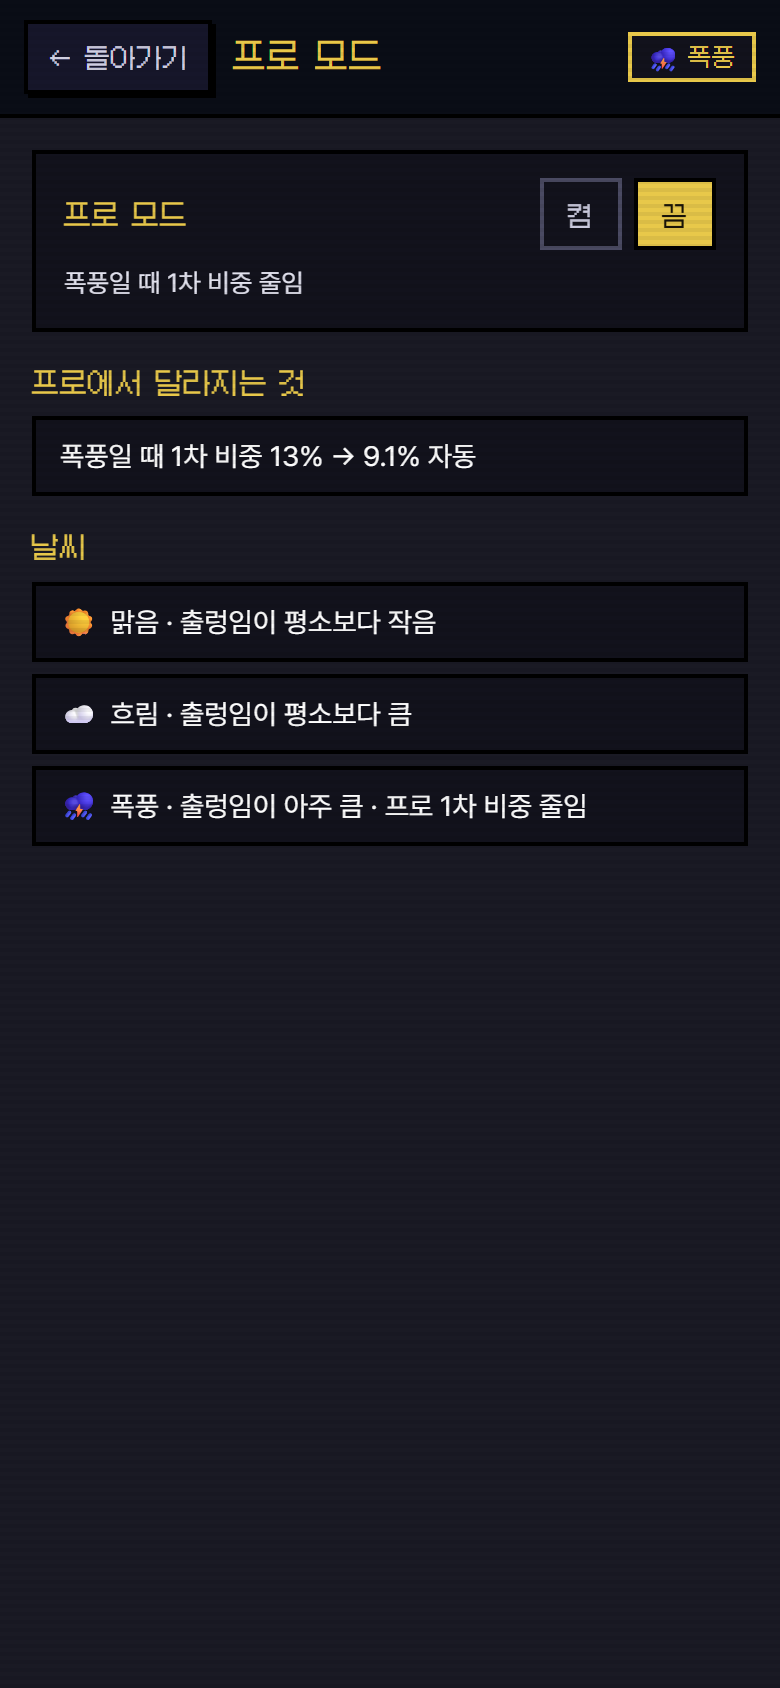 ← 돌아가기 프로 모드 폭풍
프로 모드 켬 끔
폭풍일 때 1차 비중 줄임
프로에서 달라지는 것
폭풍일 때 1차 비중 13% → 9.1% 자동
날씨
맑음 · 출렁임이 평소보다 작음
흐림 · 출렁임이 평소보다 큼
폭풍 · 출렁임이 아주 큼 · 프로 1차 비중 줄임